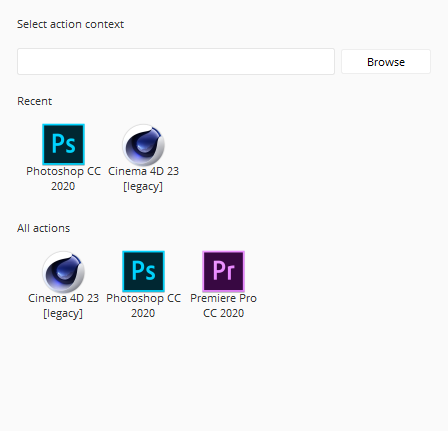 Select action context
Browse
Recent
Ps
Photoshop CC
2020
Cinema 4D 23
[legacy]
All actions
Cinema 4D 23
[legacy]
Ps
Photoshop CC
2020
Pr
Premiere Pro
CC 2020